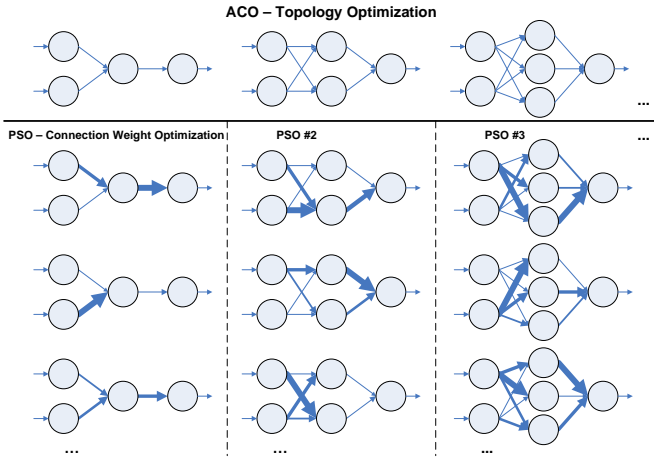 ACO – Topology Optimization
...
PSO – Connection Weight Optimization
PSO #2
PSO #3
...
...
...
...